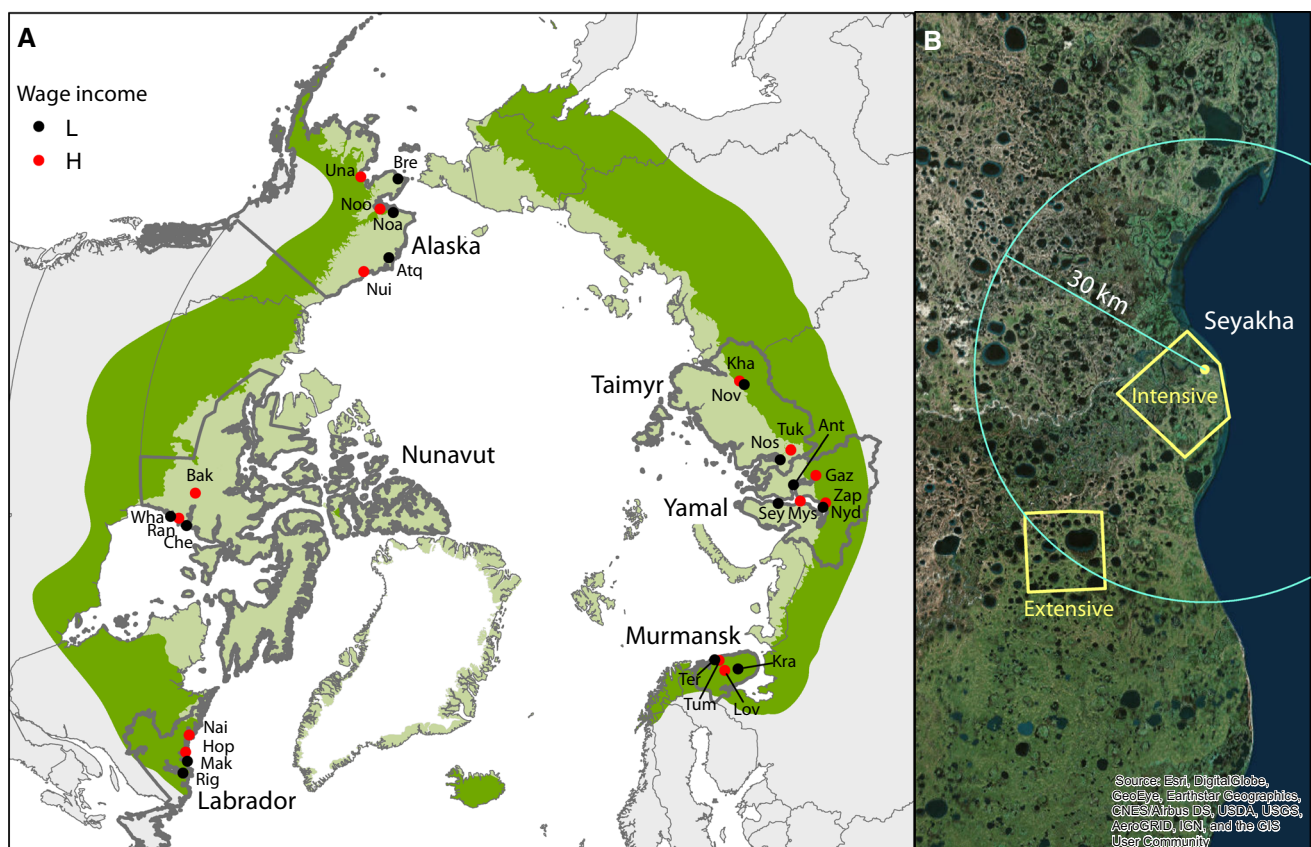 A
Wage income
L
H
Una
Bre
Noo
Noa
Alaska
Atq
Nui
Kha
Nov
Taimyr
Tuk
Ant
Nos
Gaz
Zap
Yamal
Sey
Mys
Nyd
Nunavut
Bak
Wha
Ran
Che
Murmansk
Kra
Ter
Tum
Lov
Nai
Hop
Mak
Rig
Labrador
B
30 km
Seyakha
Intensive
Extensive
Source: Esri, DigitalGlobe,
GeoEye, Earthstar Geographics,
CNES/Airbus DS, USDA, USGS,
AeroGRID, IGN, and the GIS
User Community